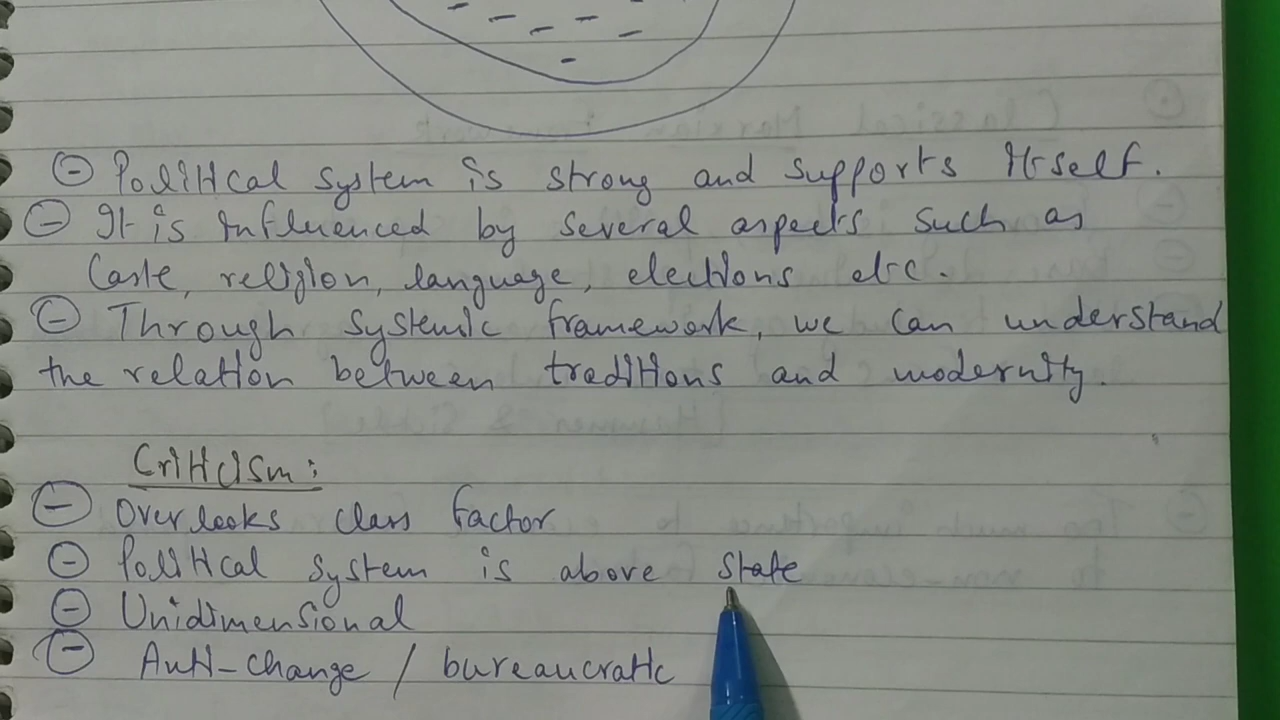 ⊖ Political system is strong and supports itself.
⊖ It is influenced by several aspects such as
Caste, religion, language, elections etc.
⊖ Through systemic framework, we can understand
the relation between traditions and modernity.
Criticism:
⊖ Overlooks class factor
⊖ Political system is above state
⊖ Unidimensional
⊖ Anti-change / bureaucratic